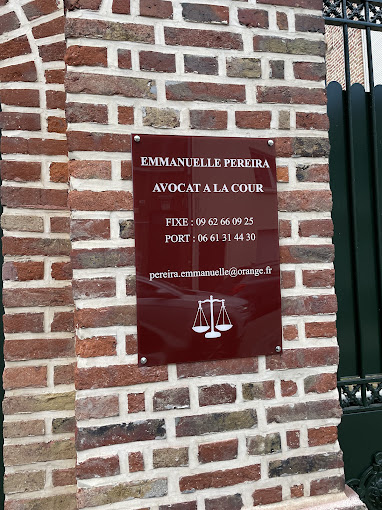 EMMANUELLE PEREIRA
AVOCAT A LA COUR
FIXE : 09 62 66 09 25
PORT : 06 61 31 44 30
pereira.emmanuelle@orange.fr